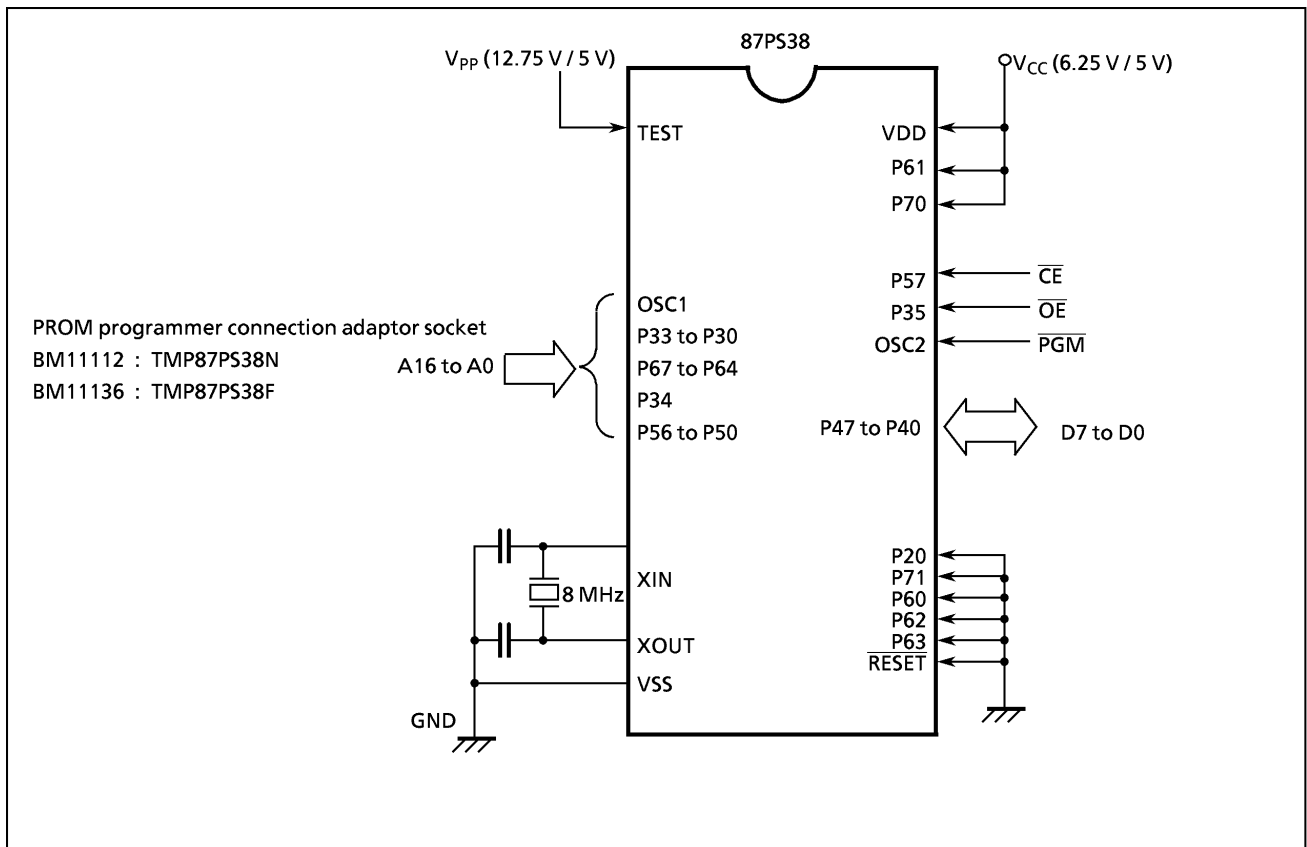 87PS38
VPP (12.75 V / 5 V)
VCC (6.25 V / 5 V)
TEST
VDD
P61
P70
P57
CE
P35
OE
OSC2
PGM
PROM programmer connection adaptor socket
BM11112 : TMP87PS38N
BM11136 : TMP87PS38F
A16 to A0
OSC1
P33 to P30
P67 to P64
P34
P56 to P50
P47 to P40
D7 to D0
XIN
8 MHz
XOUT
VSS
GND
P20
P71
P60
P62
P63
RESET